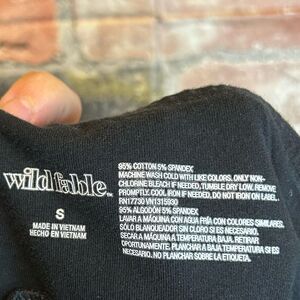 wild fable™
S
MADE IN VIETNAM
HECHO EN VIETNAM
95% COTTON 5% SPANDEX
MACHINE WASH COLD WITH LIKE COLORS, ONLY NON-
CHLORINE BLEACH IF NEEDED, TUMBLE DRY LOW. REMOVE
PROMPTLY, COOL IRON IF NEEDED, DO NOT IRON ON LABEL.
RN17730 VN1315930
95% ALGODÓN 5% SPANDEX
LAVAR A MÁQUINA CON AGUA FRÍA CON COLORES SIMILARES.
SÓLO BLANQUEADOR SIN CLORO SI ES NECESARIO.
SECAR A MÁQUINA A TEMPERATURA BAJA. RETIRAR
OPORTUNAMENTE. PLANCHAR A TEMPERATURA BAJA SI ES
NECESARIO. NO PLANCHAR SOBRE LA ETIQUETA.